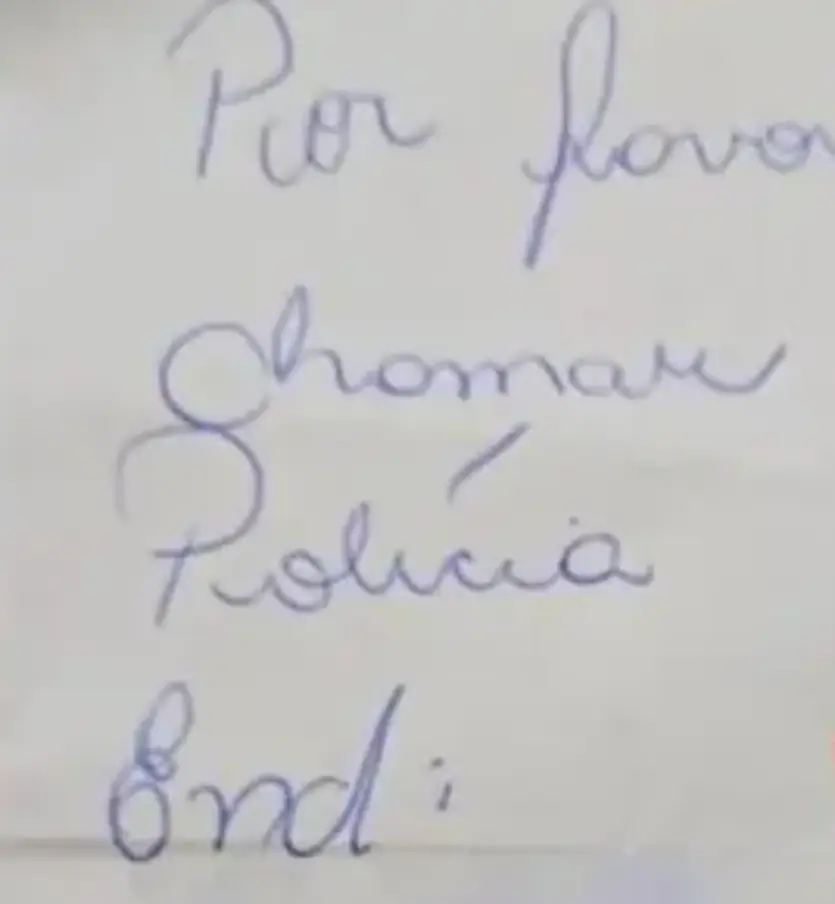 Por favor
chamar
Polícia
End: